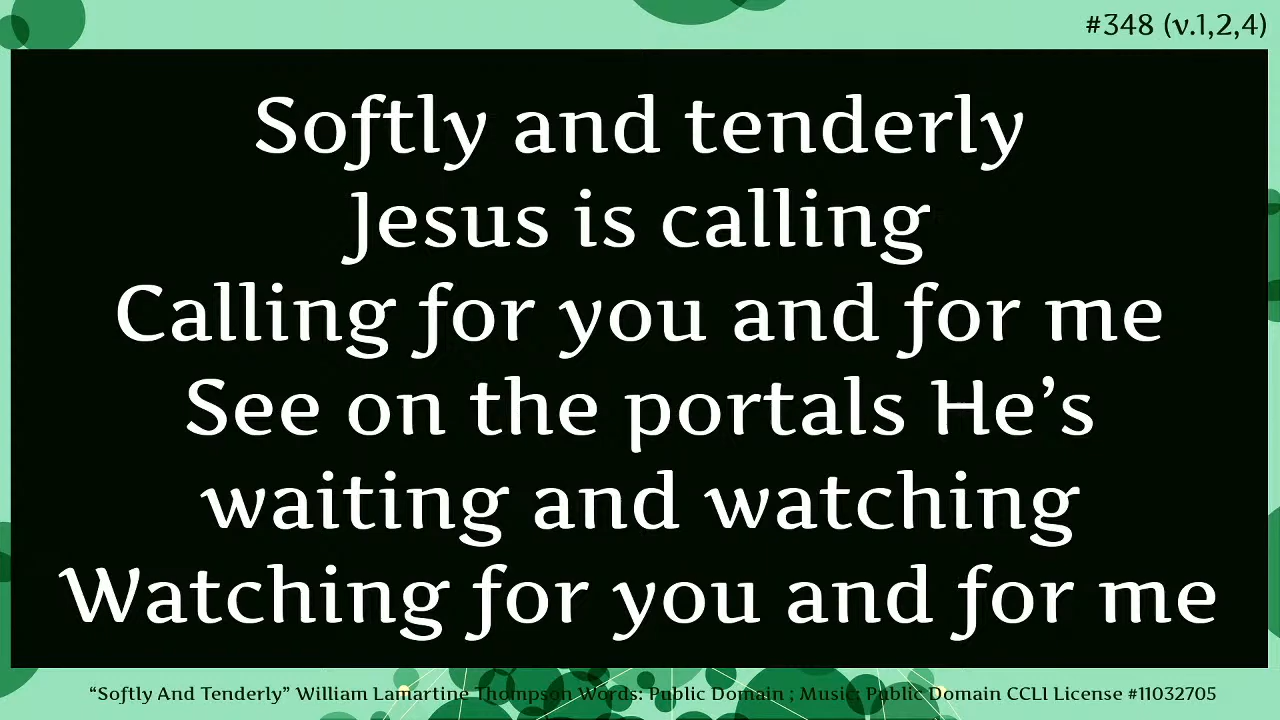 #348 (v.1,2,4)
Softly and tenderly
Jesus is calling
Calling for you and for me
See on the portals He’s
waiting and watching
Watching for you and for me
“Softly And Tenderly” William Lamartine Thompson Words: Public Domain ; Music: Public Domain CCLI License #11032705